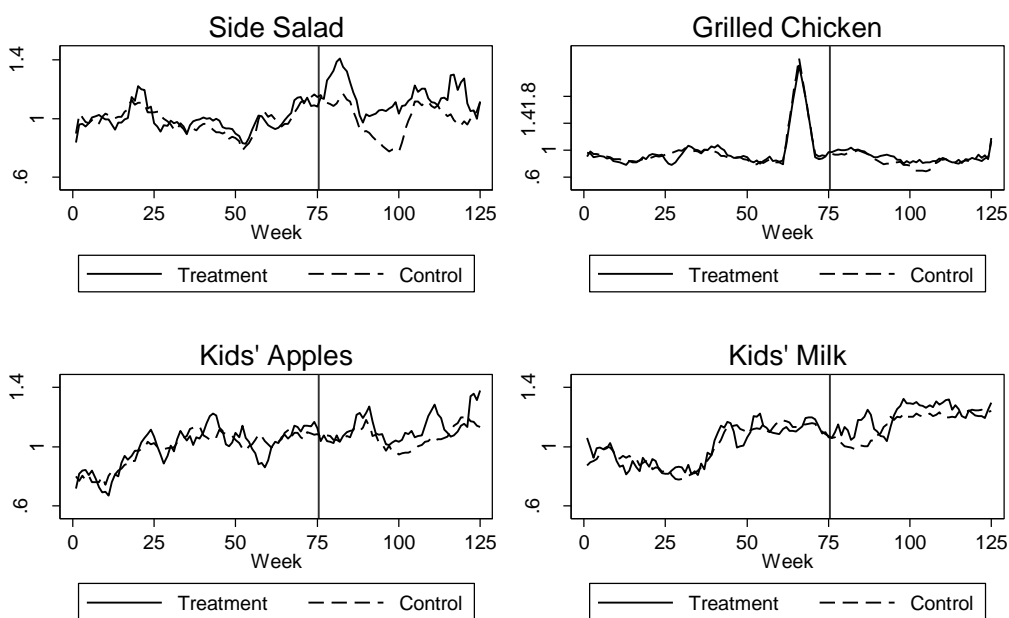 Side Salad
1.4
1
.6
0 25 50 75 100 125
Week
Treatment Control
Grilled Chicken
1.8
1.4
1
.6
0 25 50 75 100 125
Week
Treatment Control
Kids' Apples
1.4
1
.6
0 25 50 75 100 125
Week
Treatment Control
Kids' Milk
1.4
1
.6
0 25 50 75 100 125
Week
Treatment Control